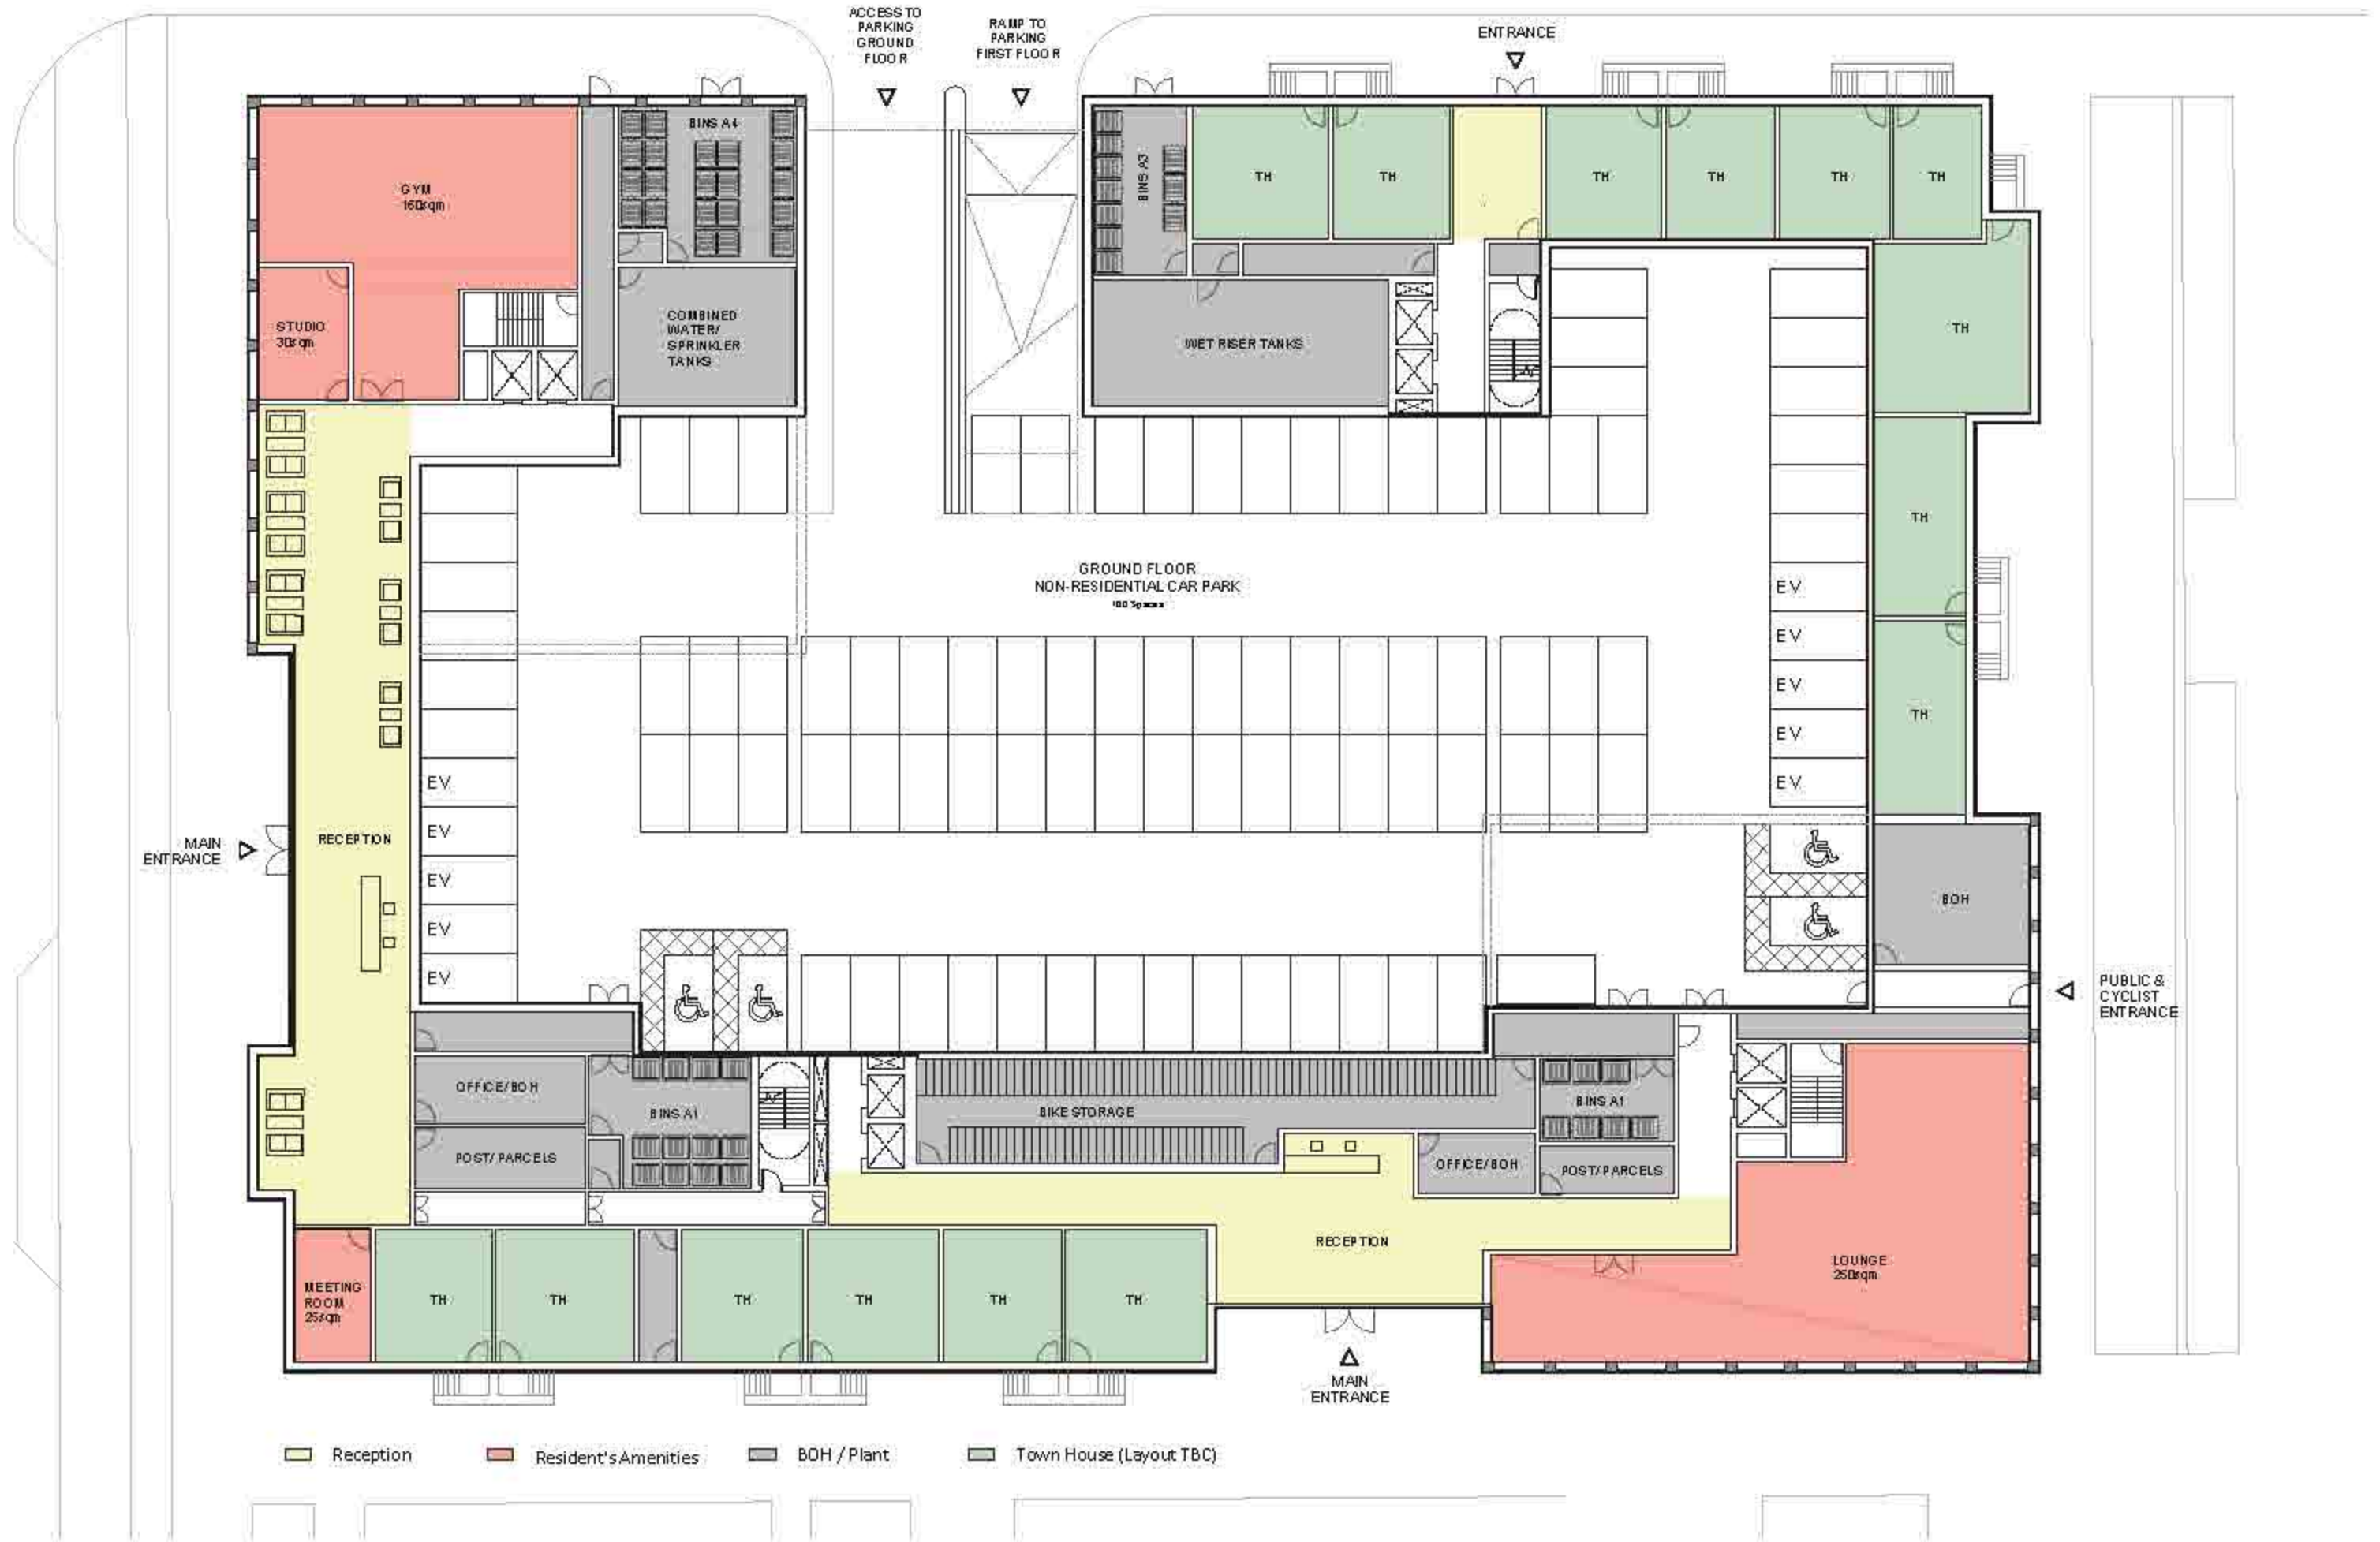 ACCESS TO
PARKING
GROUND
FLOOR
RAMP TO
PARKING
FIRST FLOOR
ENTRANCE
BINS A4
GYM
160sqm
STUDIO
30sqm
COMBINED
WATER/
SPRINKLER
TANKS
BINS A3
TH
TH
TH
TH
TH
TH
WET RISER TANKS
TH
TH
TH
GROUND FLOOR
NON-RESIDENTIAL CAR PARK
100 Spaces
EV
EV
EV
EV
EV
EV
EV
EV
EV
EV
MAIN
ENTRANCE
RECEPTION
BOH
PUBLIC &
CYCLIST
ENTRANCE
OFFICE/BOH
BINS A1
POST/PARCELS
BIKE STORAGE
BINS A1
OFFICE/BOH
POST/PARCELS
RECEPTION
LOUNGE
250sqm
MEETING
ROOM
25sqm
TH
TH
TH
TH
TH
TH
MAIN
ENTRANCE
Reception
Resident's Amenities
BOH / Plant
Town House (Layout TBC)